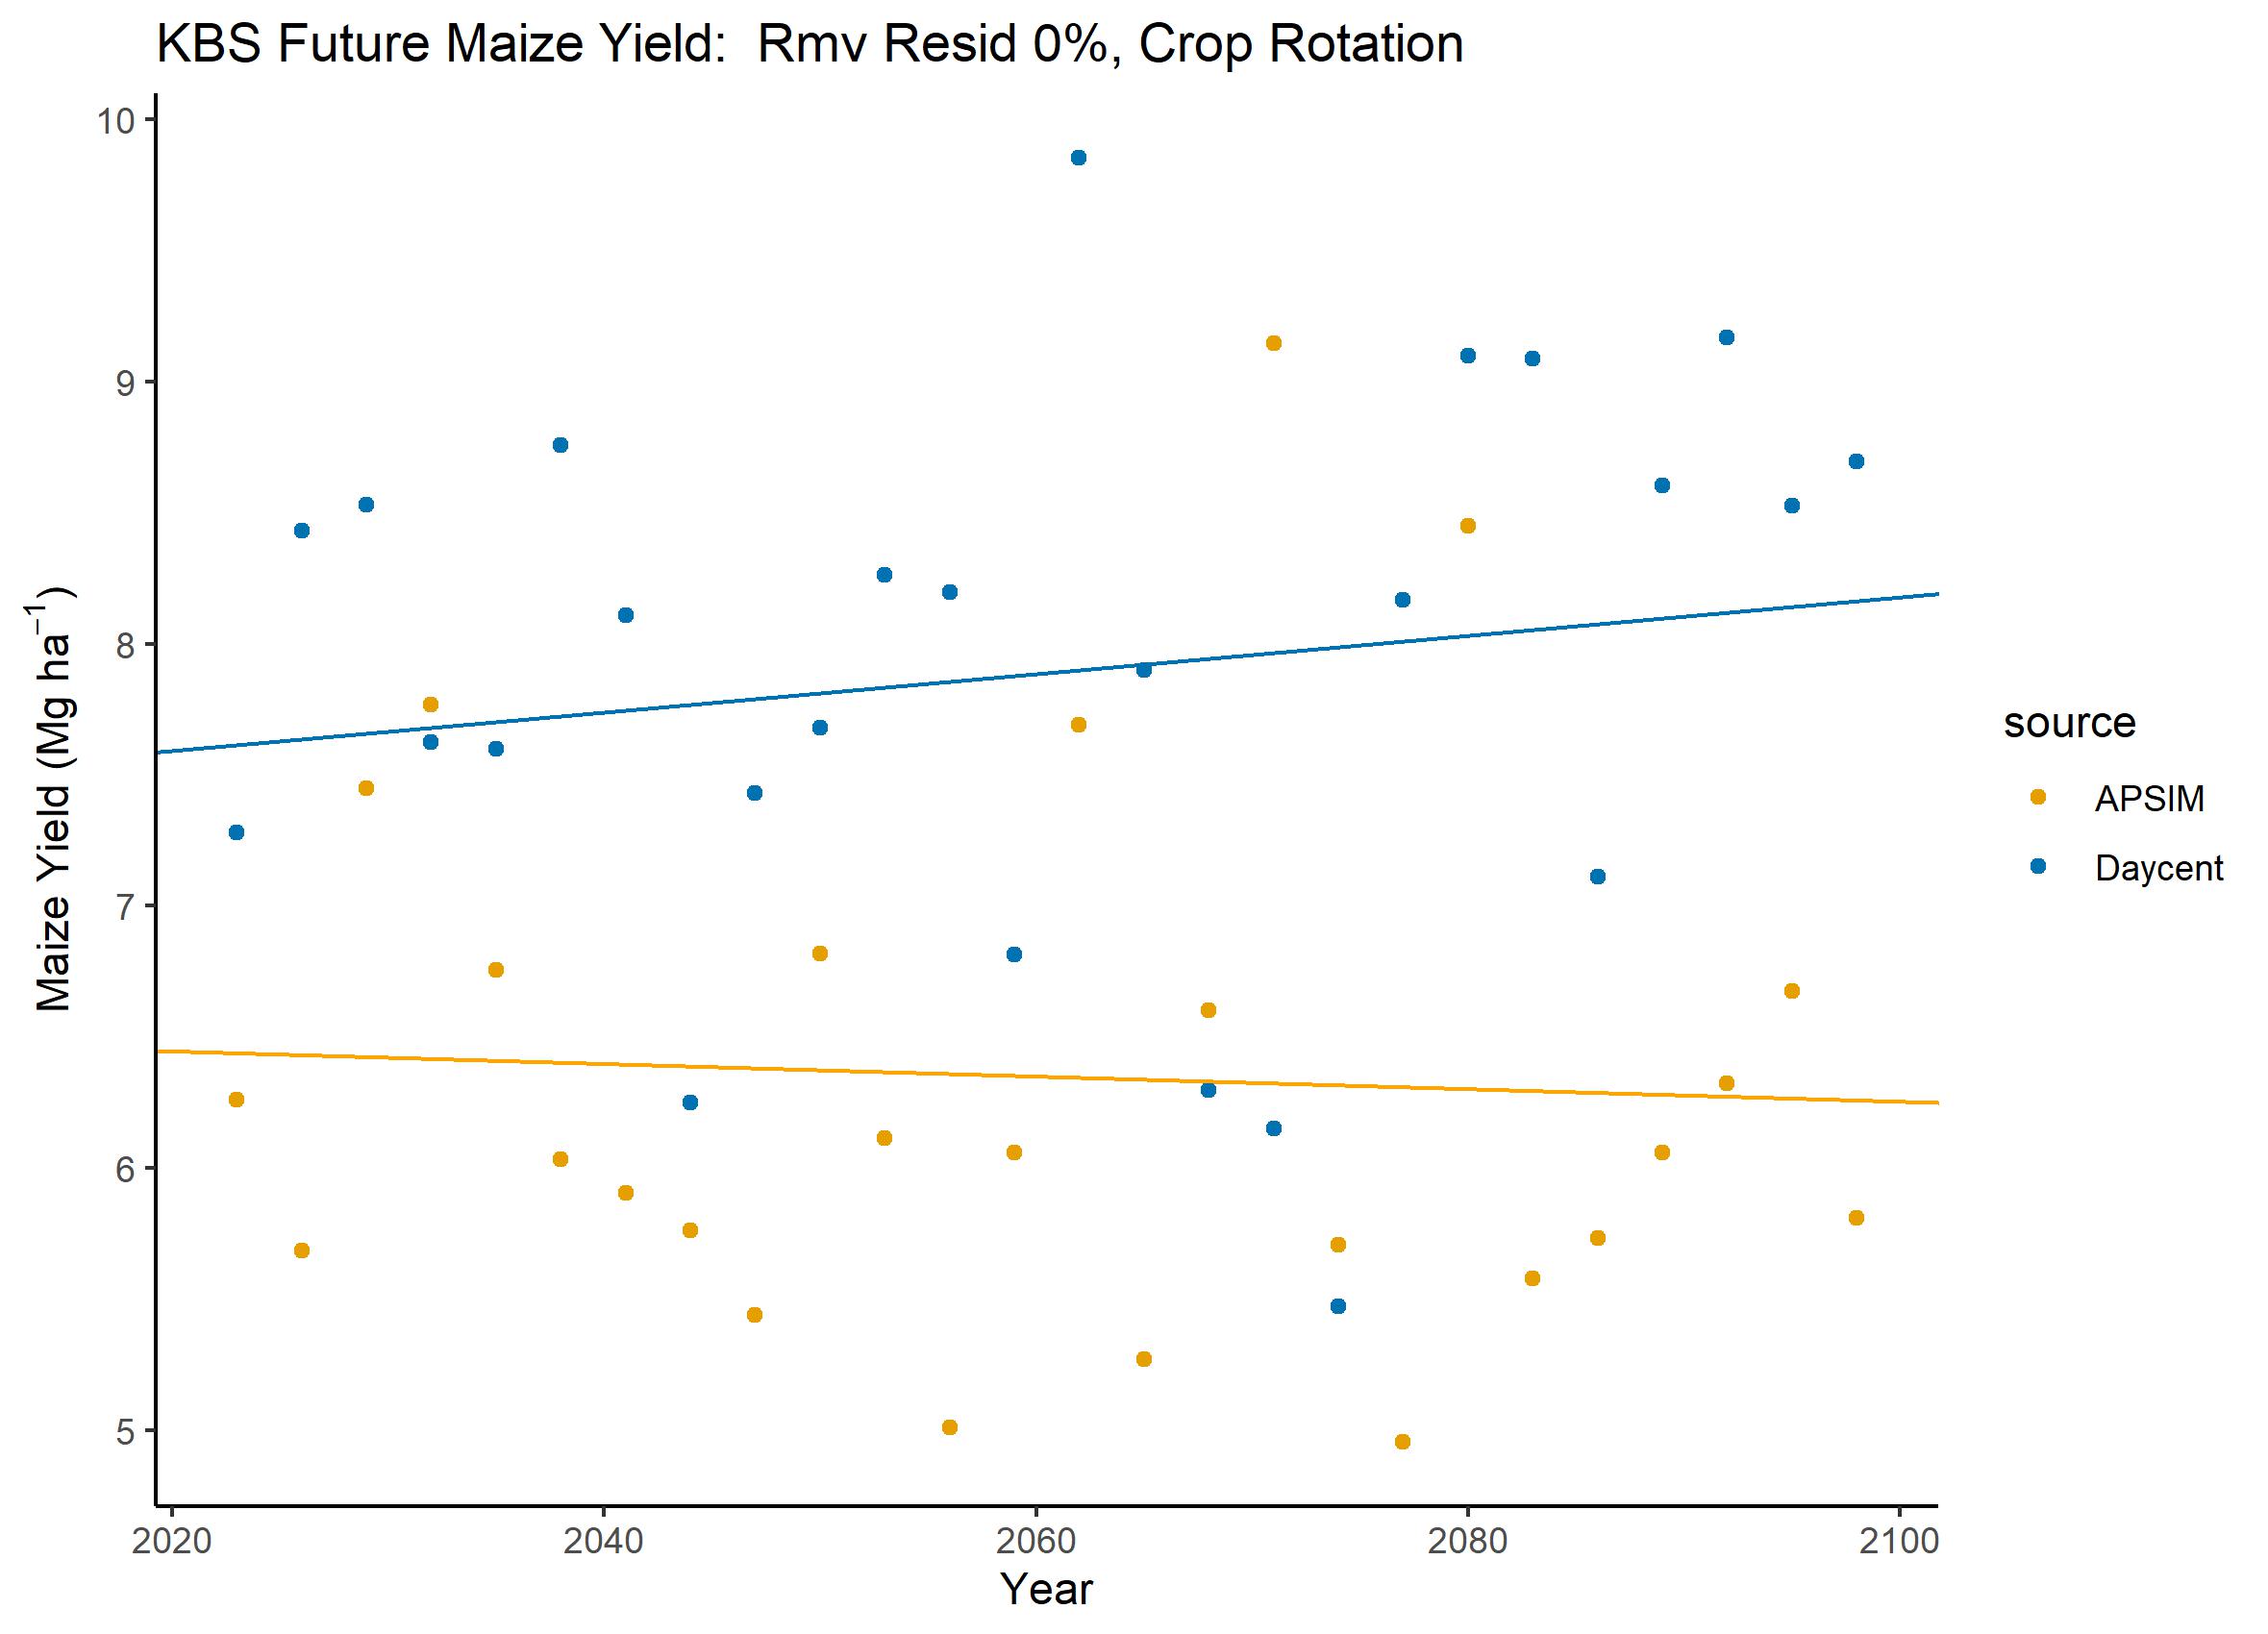 KBS Future Maize Yield:  Rmv Resid 0%, Crop Rotation
10
9
8
7
6
5
Maize Yield (Mg ha⁻¹)
2020 2040 2060 2080 2100
Year
source
APSIM
Daycent